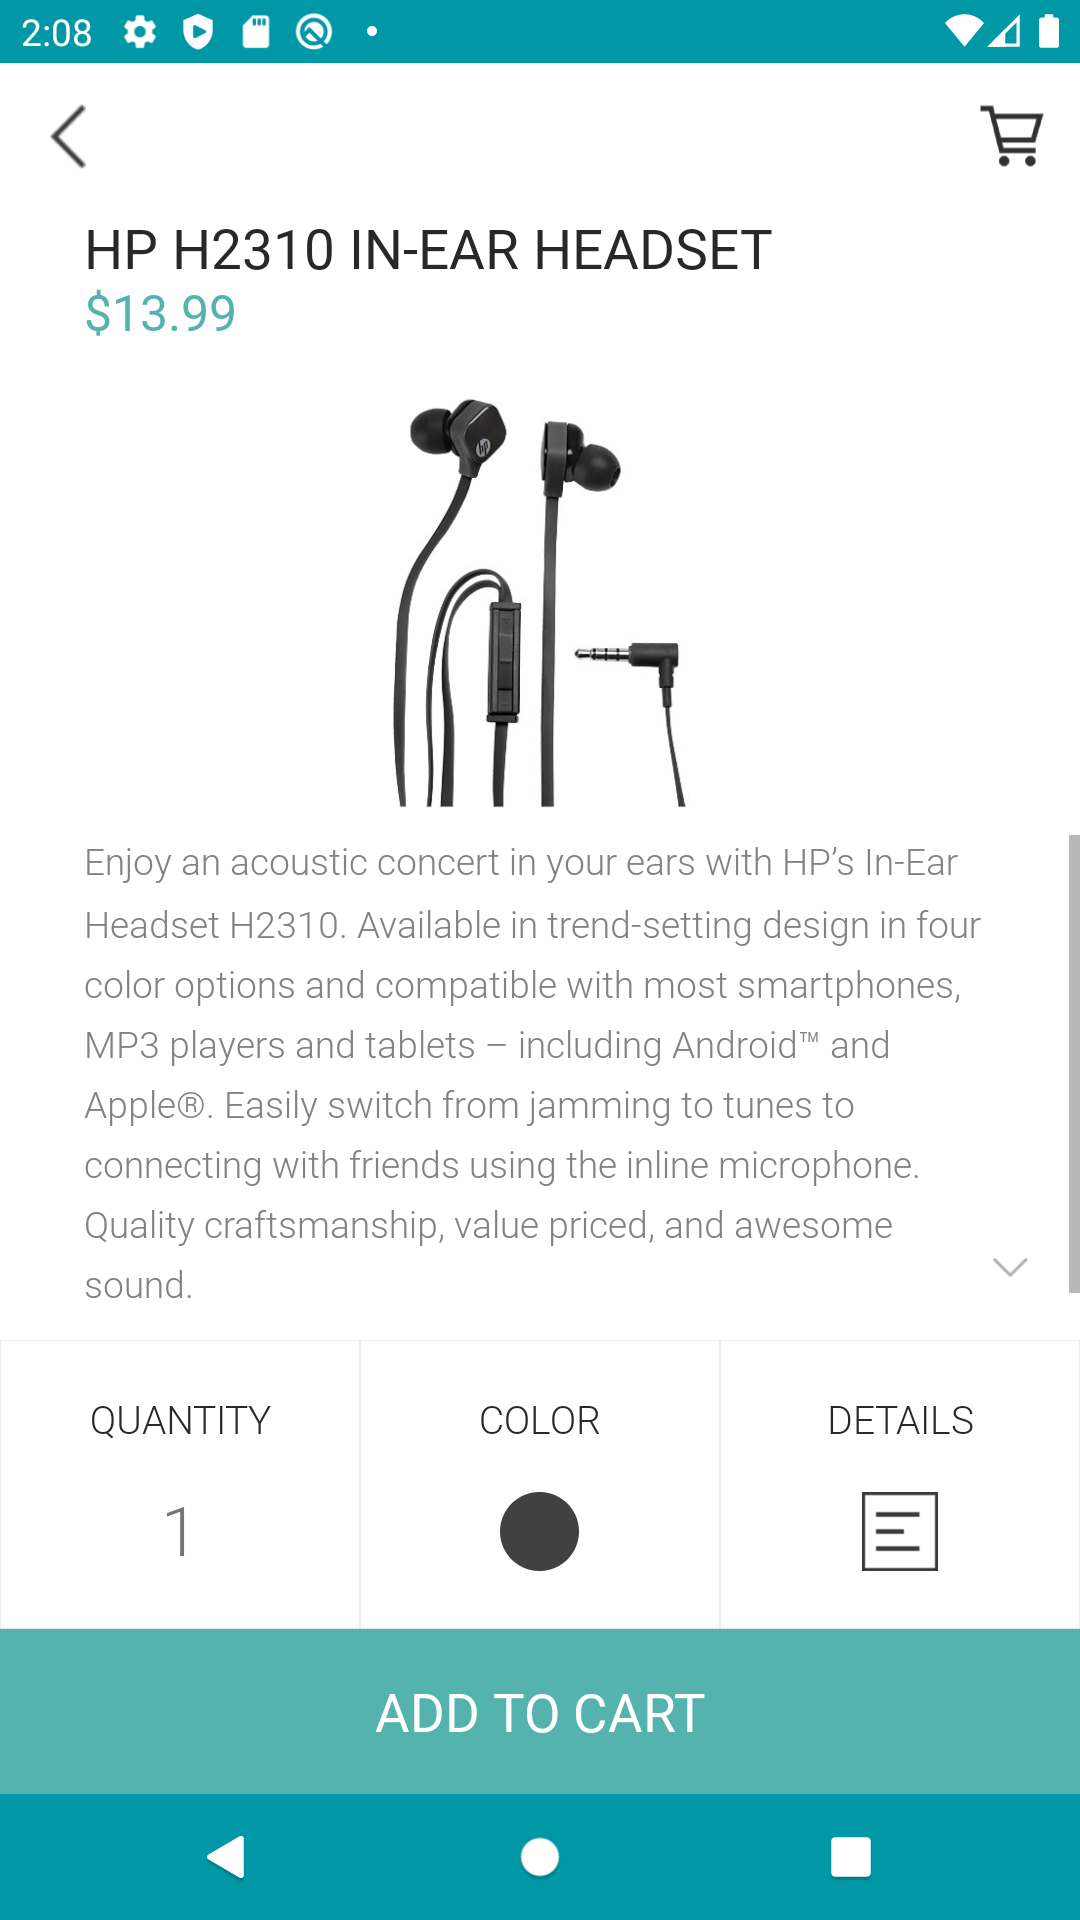 2:08
HP H2310 IN-EAR HEADSET
$13.99
hp
Enjoy an acoustic concert in your ears with HP’s In-Ear
Headset H2310. Available in trend-setting design in four
color options and compatible with most smartphones,
MP3 players and tablets – including Android™ and
Apple®. Easily switch from jamming to tunes to
connecting with friends using the inline microphone.
Quality craftsmanship, value priced, and awesome
sound.
QUANTITY
COLOR
DETAILS
1
ADD TO CART